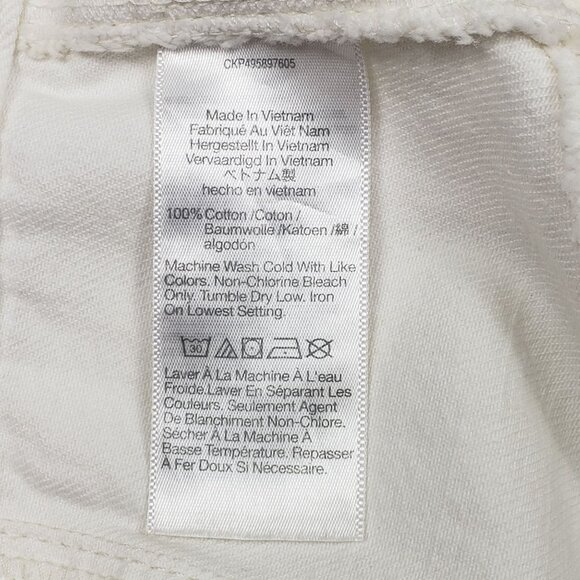 CKP495897605
Made In Vietnam
Fabriqué Au Viêt Nam
Hergestellt In Vietnam
Vervaardigd In Vietnam
ベトナム製
hecho en vietnam
100% Cotton /Coton /
Baumwolle /Katoen /綿 /
algodón
Machine Wash Cold With Like
Colors. Non-Chlorine Bleach
Only. Tumble Dry Low. Iron
On Lowest Setting.
30
Laver À La Machine À L'eau
Froide.Laver En Séparant Les
Couleurs. Seulement Agent
De Blanchiment Non-Chlore.
Sécher À La Machine À
Basse Température. Repasser
À Fer Doux Si Nécessaire.